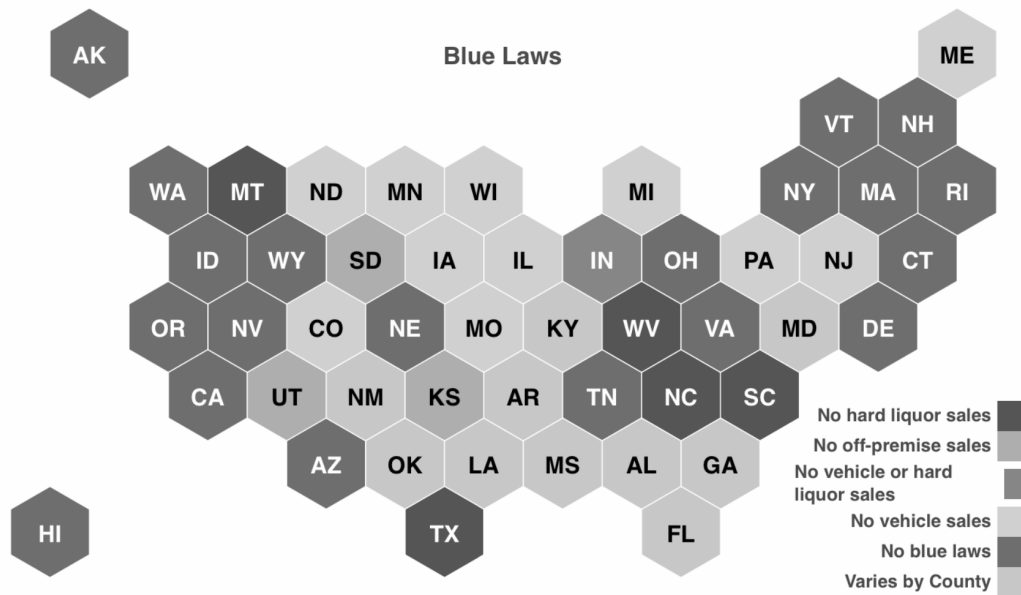 AK
Blue Laws
ME
VT NH
WA MT ND MN WI MI NY MA RI
ID WY SD IA IL IN OH PA NJ CT
OR NV CO NE MO KY WV VA MD DE
CA UT NM KS AR TN NC SC
AZ OK LA MS AL GA
HI TX FL
No hard liquor sales
No off-premise sales
No vehicle or hard
liquor sales
No vehicle sales
No blue laws
Varies by County